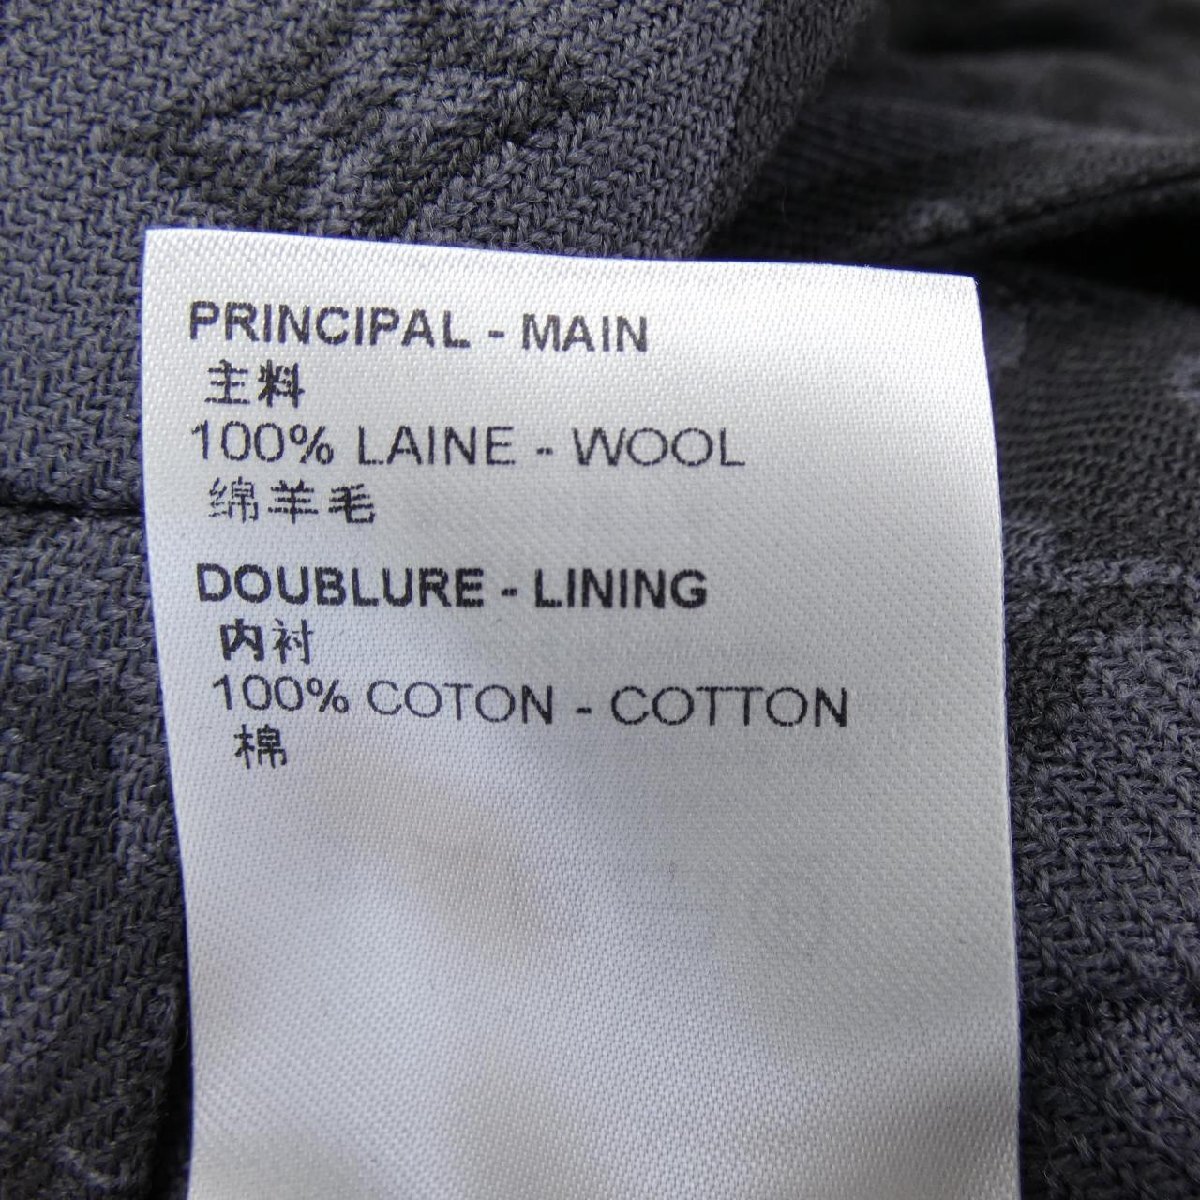 PRINCIPAL - MAIN
主料
100% LAINE - WOOL
绵羊毛
DOUBLURE - LINING
内衬
100% COTON - COTTON
棉